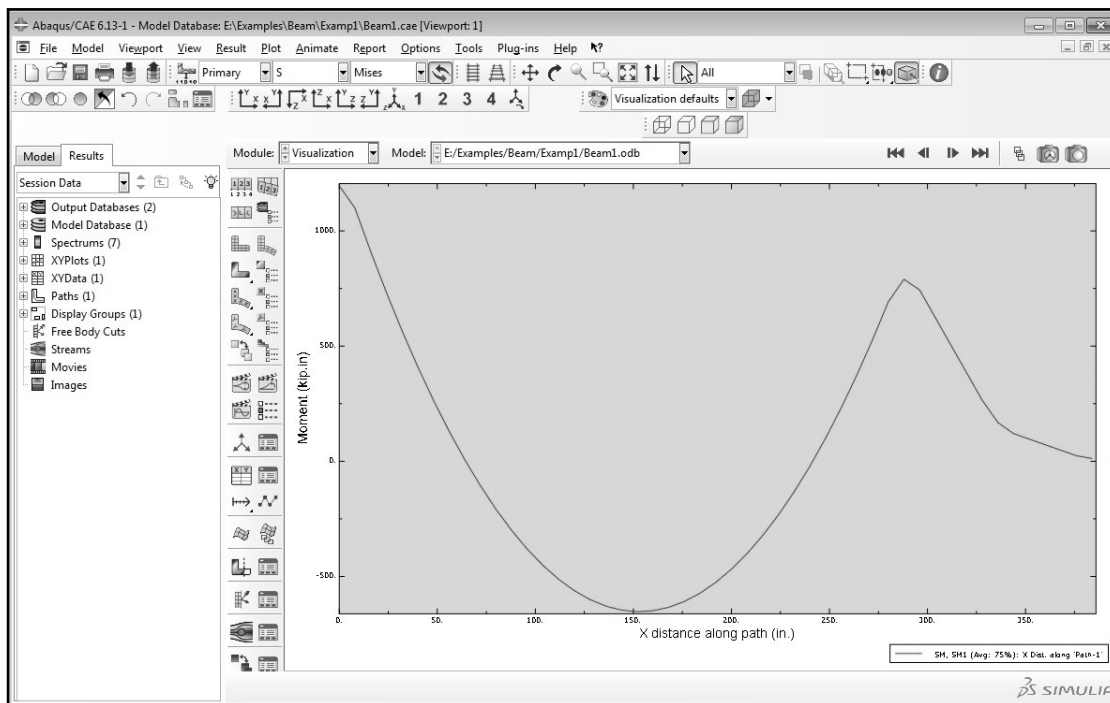 Abaqus/CAE 6.13-1 - Model Database: E:\Examples\Beam\Examp1\Beam1.cae [Viewport: 1]
File Model Viewport View Result Plot Animate Report Options Tools Plug-ins Help
Primary S Mises All
1 2 3 4 Visualization defaults
Model Results Module: Visualization Model: E:/Examples/Beam/Examp1/Beam1.odb
Session Data
Output Databases (2)
Model Database (1)
Spectrums (7)
XYPlots (1)
XYData (1)
Paths (1)
Display Groups (1)
Free Body Cuts
Streams
Movies
Images
Moment (kip.in)
1000.
500.
0.
-500.
0. 50. 100. 150. 200. 250. 300. 350.
X distance along path (in.)
SM, SM1 (Avg: 75%): X Dist. along 'Path-1'
SIMULIA